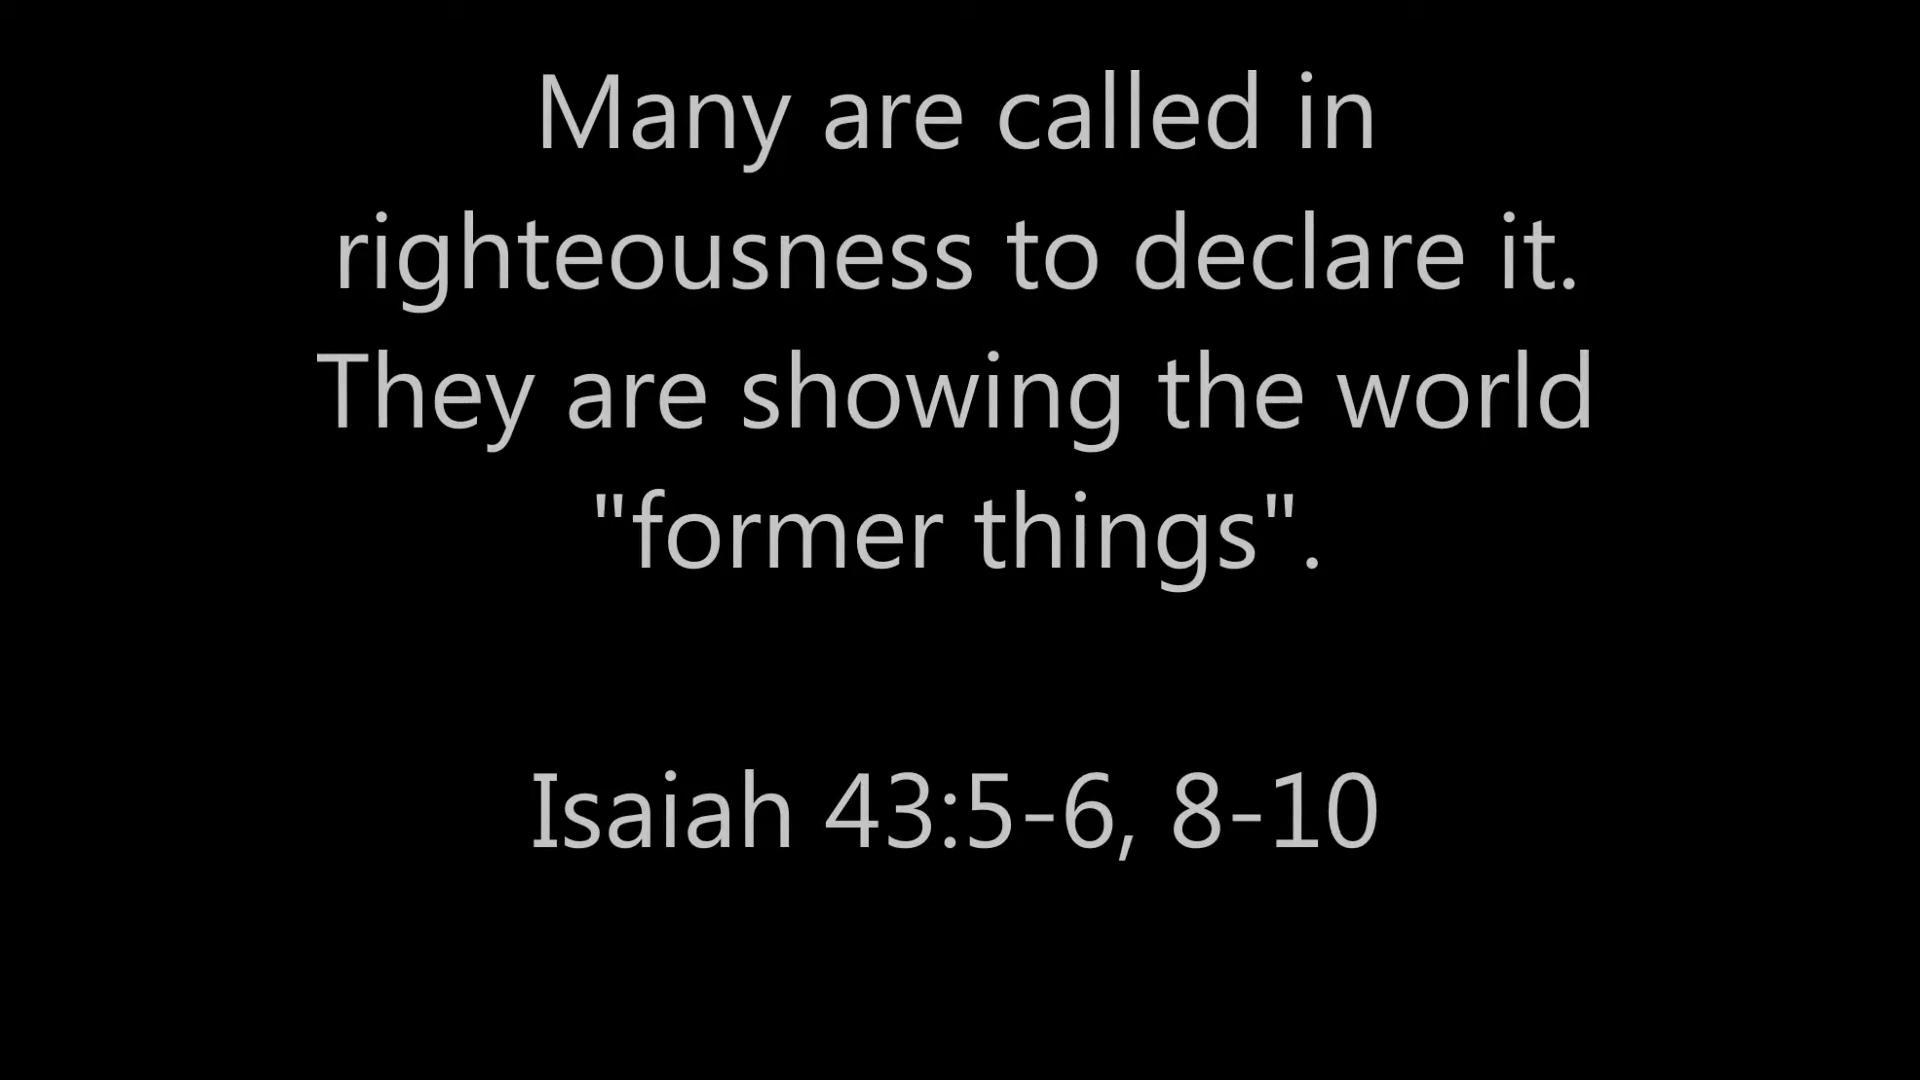 Many are called in
righteousness to declare it.
They are showing the world
"former things".
Isaiah 43:5-6, 8-10